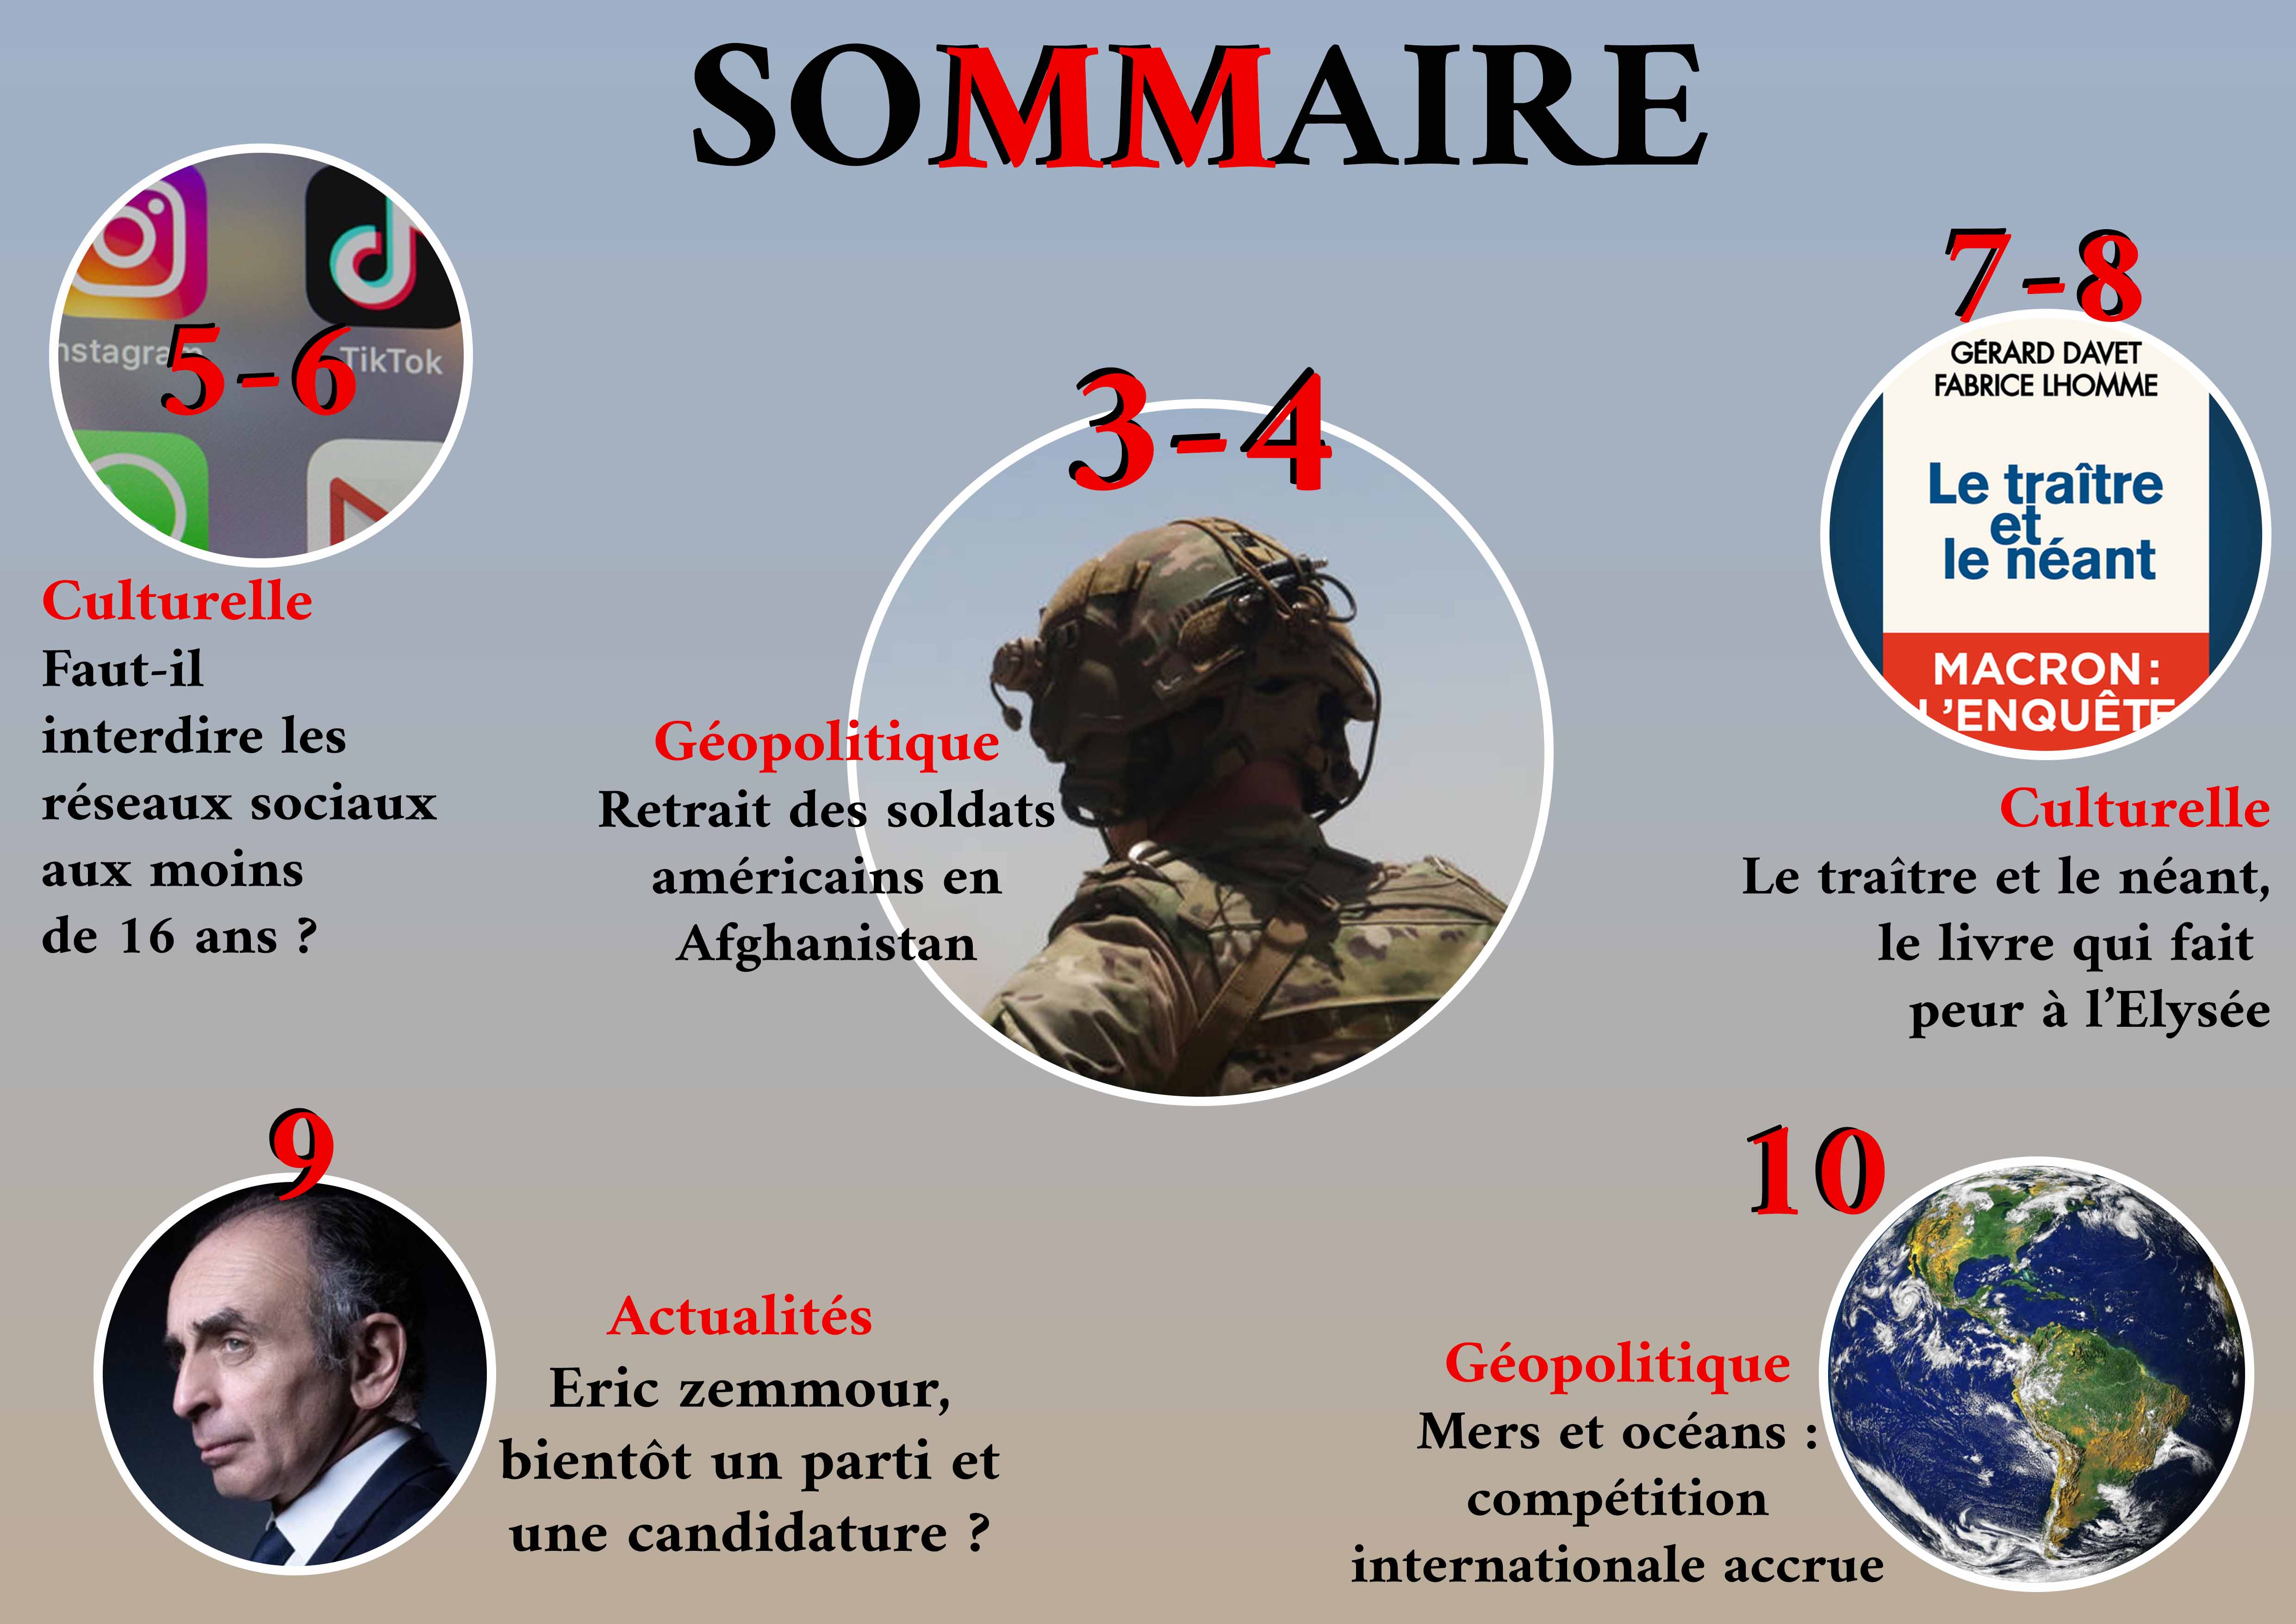 SOMMAIRE
nstagram
TikTok
5-6
Culturelle
Faut-il
interdire les
réseaux sociaux
aux moins
de 16 ans ?
3-4
Géopolitique
Retrait des soldats
américains en
Afghanistan
7-8
GÉRARD DAVET
FABRICE LHOMME
Le traître
et
le néant
MACRON :
L'ENQUÊTE
Culturelle
Le traître et le néant,
le livre qui fait
peur à l’Elysée
9
Actualités
Eric zemmour,
bientôt un parti et
une candidature ?
10
Géopolitique
Mers et océans :
compétition
internationale accrue